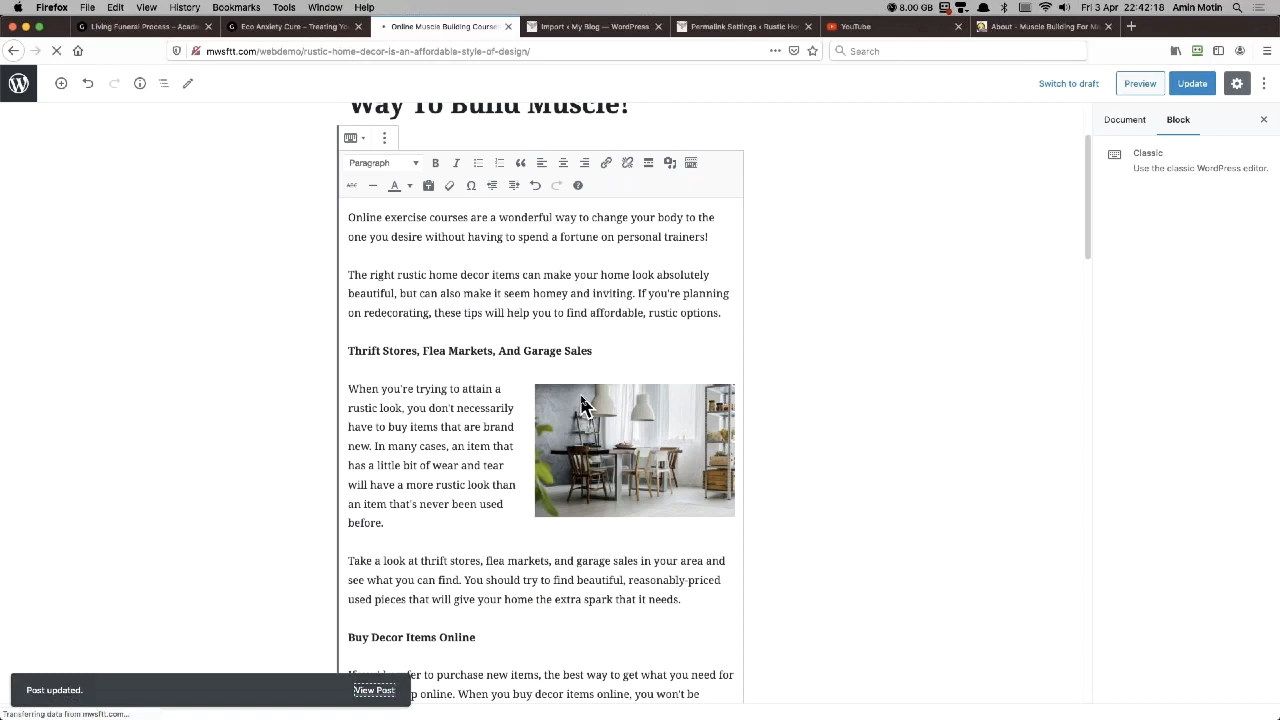 Firefox File Edit View History Bookmarks Tools Window Help 8.00 GB Fri 3 Apr 22:42:18 Amin Motin
Living Funeral Process – Academ
Eco Anxiety Cure – Treating You
Online Muscle Building Courses
Import ‹ My Blog — WordPress
Permalink Settings ‹ Rustic Hom
YouTube
About - Muscle Building For Me
mwsftt.com/webdemo/rustic-home-decor-is-an-affordable-style-of-design/
Search
Switch to draft
Preview
Update
Way To Build Muscle!
Document
Block
Classic
Use the classic WordPress editor.
Paragraph
B I
ABC
A
Online exercise courses are a wonderful way to change your body to the
one you desire without having to spend a fortune on personal trainers!
The right rustic home decor items can make your home look absolutely
beautiful, but can also make it seem homey and inviting. If you're planning
on redecorating, these tips will help you to find affordable, rustic options.
Thrift Stores, Flea Markets, And Garage Sales
When you're trying to attain a
rustic look, you don't necessarily
have to buy items that are brand
new. In many cases, an item that
has a little bit of wear and tear
will have a more rustic look than
an item that's never been used
before.
Take a look at thrift stores, flea markets, and garage sales in your area and
see what you can find. You should try to find beautiful, reasonably-priced
used pieces that will give your home the extra spark that it needs.
Buy Decor Items Online
to purchase new items, the best way to get what you need for
online. When you buy decor items online, you won't be
Post updated.
View Post
Transferring data from mwsftt.com...